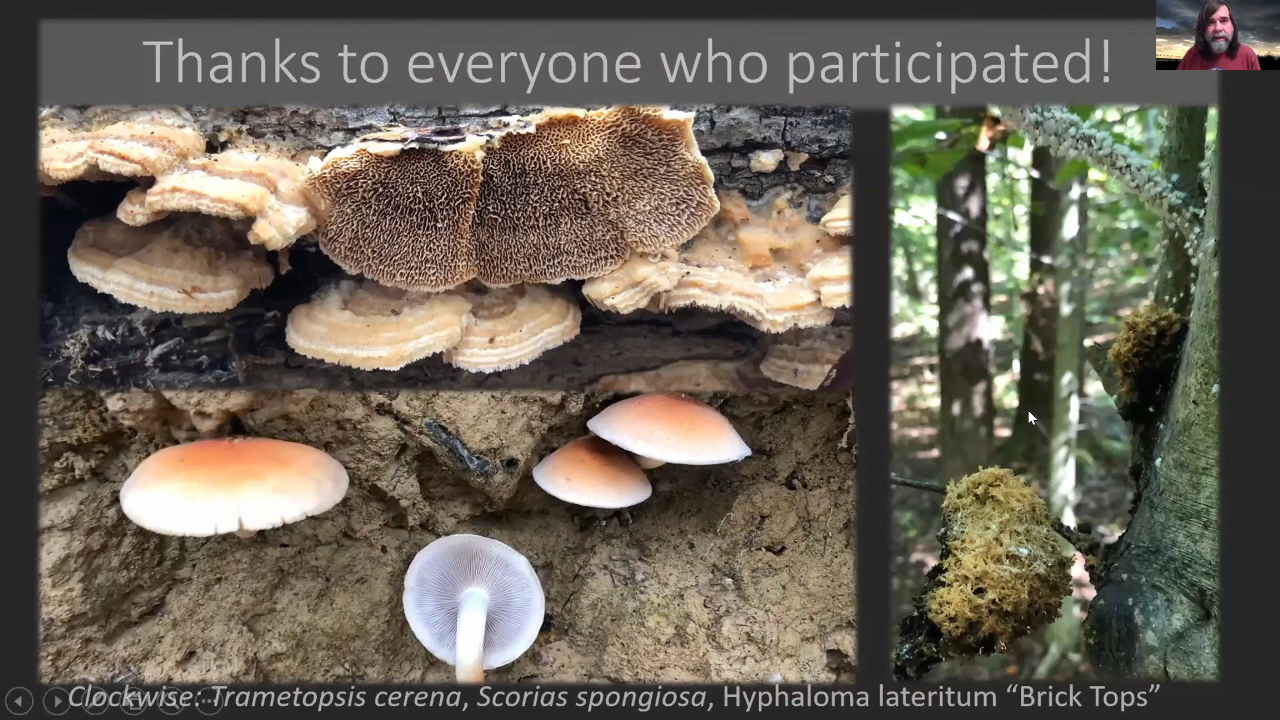 Thanks to everyone who participated!
Clockwise: Trametopsis cerena, Scorias spongiosa, Hyphaloma lateritum “Brick Tops”